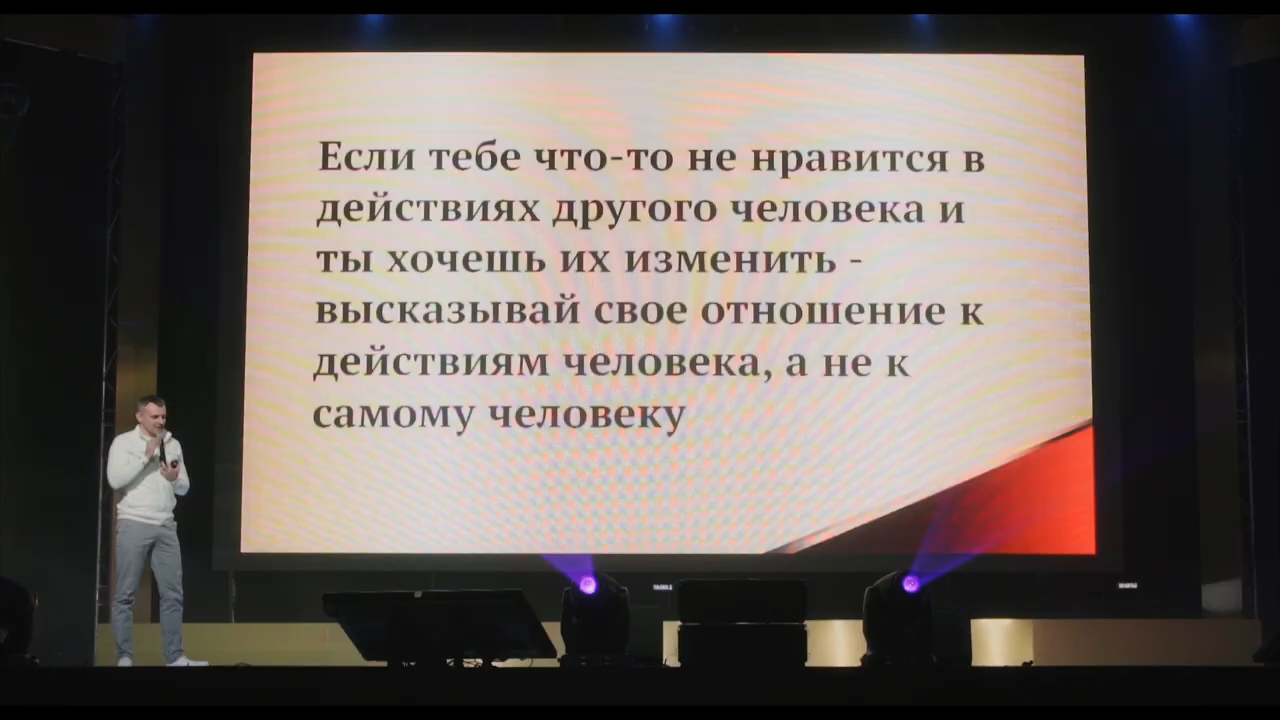 Если тебе что-то не нравится в
действиях другого человека и
ты хочешь их изменить -
высказывай свое отношение к
действиям человека, а не к
самому человеку